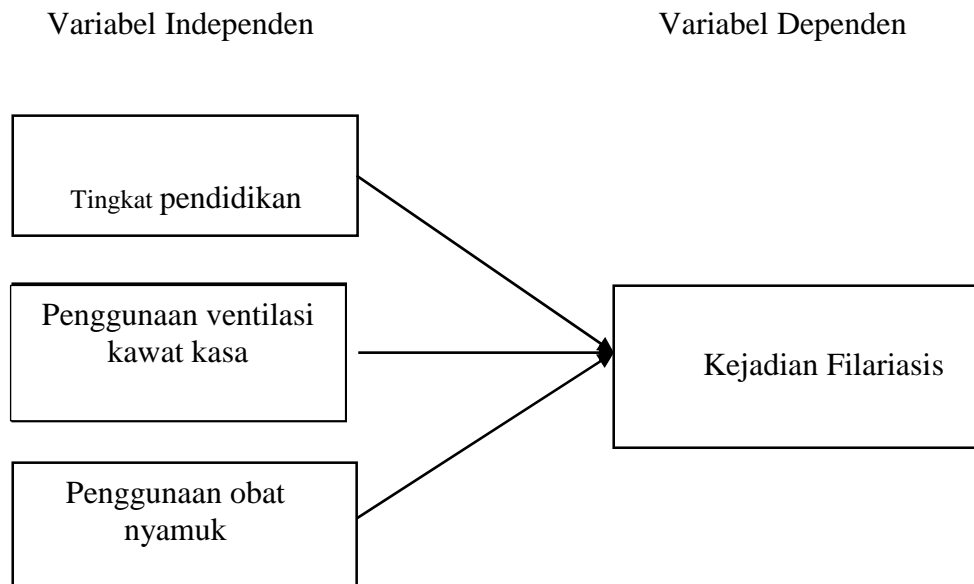 Variabel Independen
Variabel Dependen
Tingkat pendidikan
Penggunaan ventilasi
kawat kasa
Kejadian Filariasis
Penggunaan obat
nyamuk